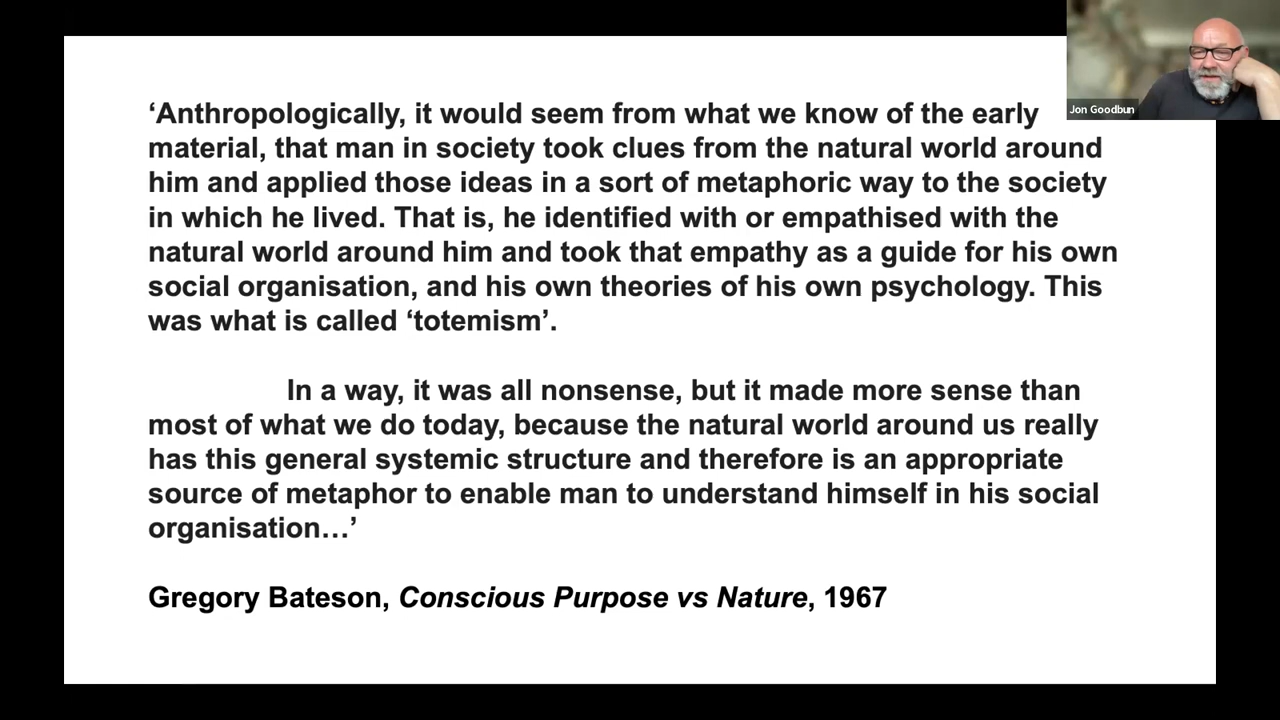 Jon Goodbun
‘Anthropologically, it would seem from what we know of the early
material, that man in society took clues from the natural world around
him and applied those ideas in a sort of metaphoric way to the society
in which he lived. That is, he identified with or empathised with the
natural world around him and took that empathy as a guide for his own
social organisation, and his own theories of his own psychology. This
was what is called ‘totemism’.
In a way, it was all nonsense, but it made more sense than
most of what we do today, because the natural world around us really
has this general systemic structure and therefore is an appropriate
source of metaphor to enable man to understand himself in his social
organisation…’
Gregory Bateson, Conscious Purpose vs Nature, 1967